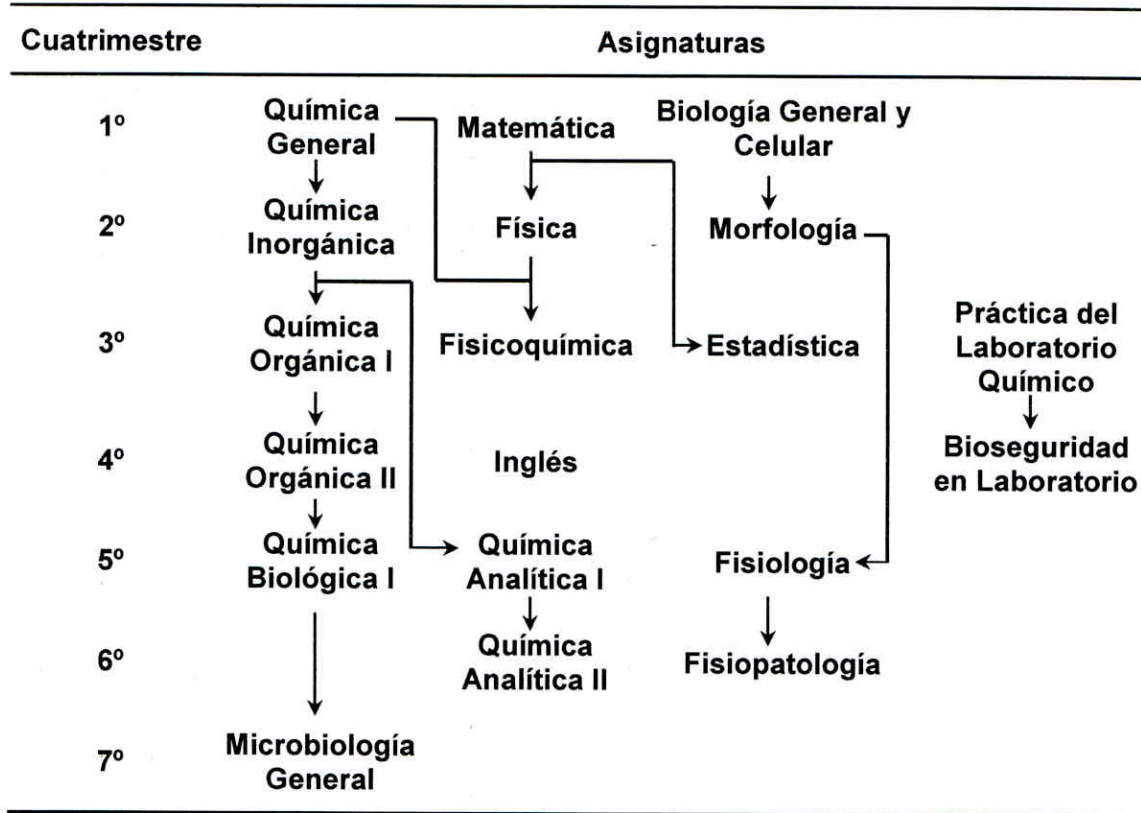 Cuatrimestre Asignaturas
1º
Química
General
Matemática
Biología General y
Celular
2º
Química
Inorgánica
Física
Morfología
3º
Química
Orgánica I
Fisicoquímica
Estadística
Práctica del
Laboratorio
Químico
4º
Química
Orgánica II
Inglés
Bioseguridad
en Laboratorio
5º
Química
Biológica I
Química
Analítica I
Fisiología
6º
Química
Analítica II
Fisiopatología
7º
Microbiología
General